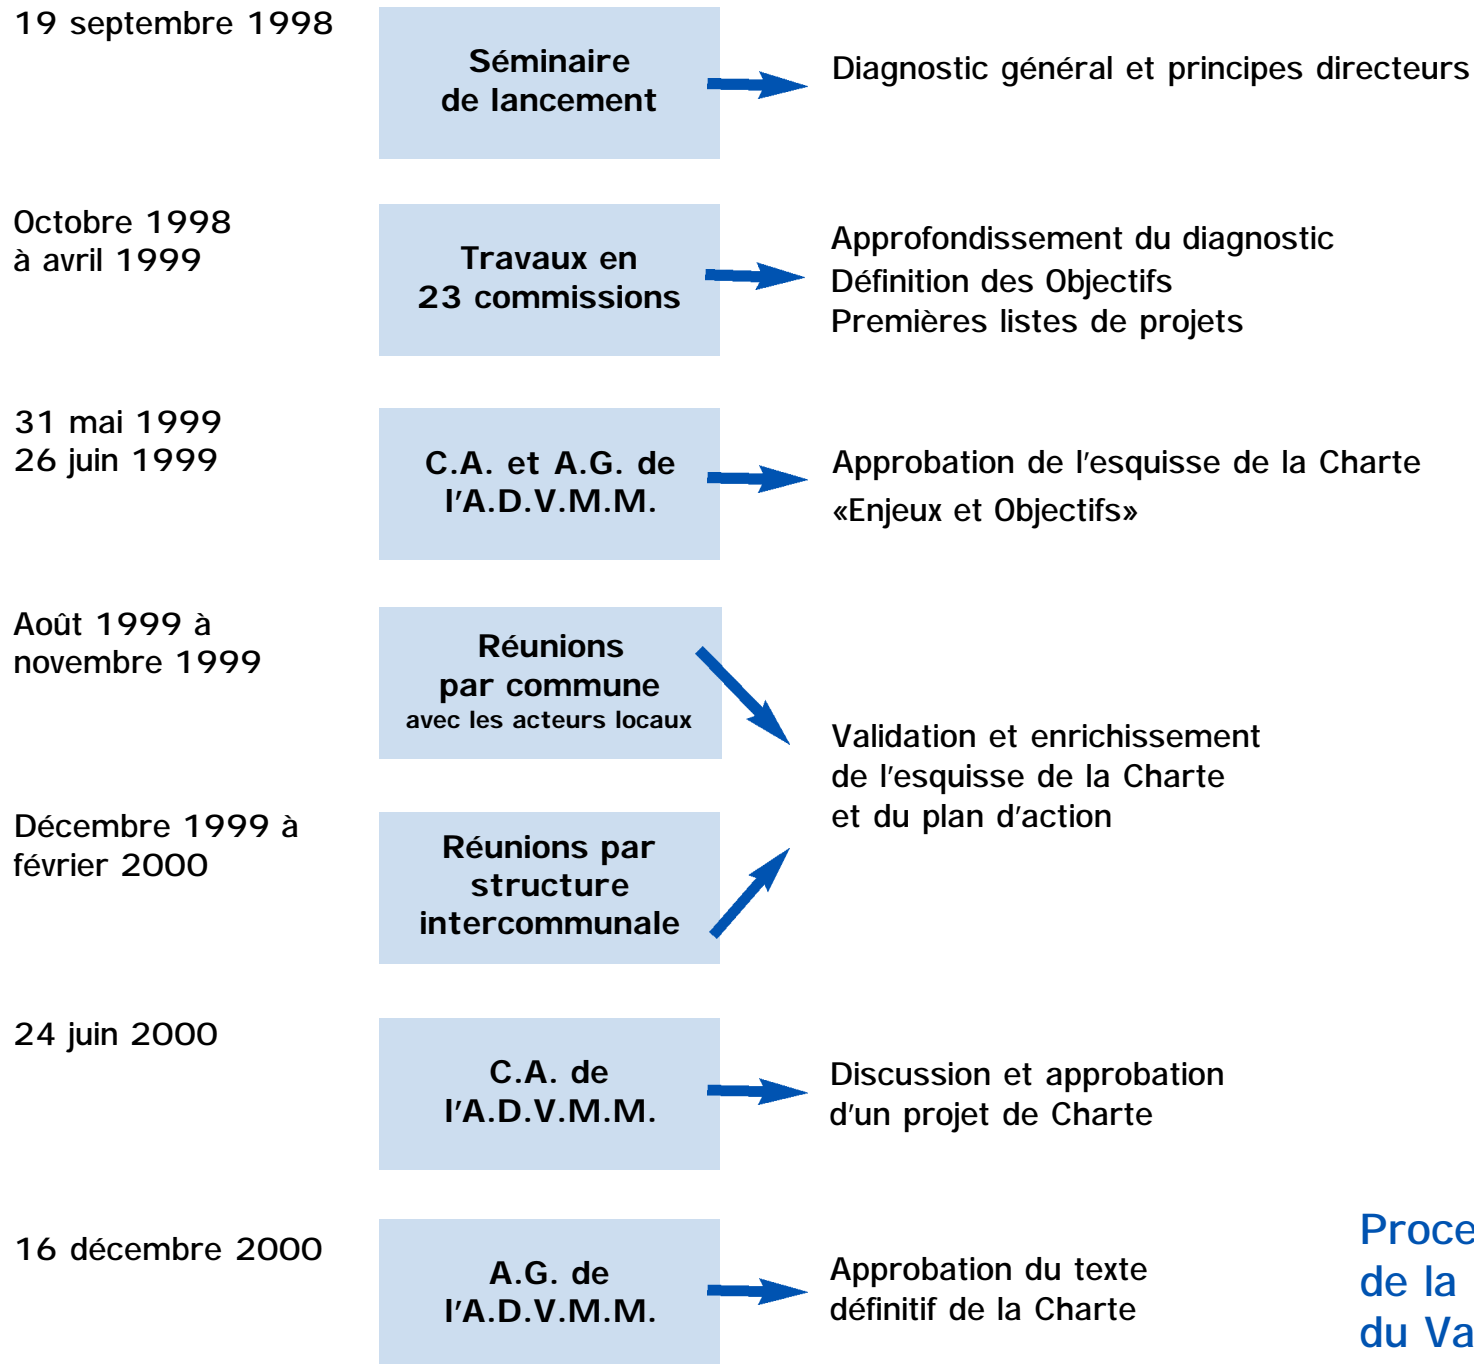 19 septembre 1998
Séminaire
de lancement
Diagnostic général et principes directeurs
Octobre 1998
à avril 1999
Travaux en
23 commissions
Approfondissement du diagnostic
Définition des Objectifs
Premières listes de projets
31 mai 1999
26 juin 1999
C.A. et A.G. de
l'A.D.V.M.M.
Approbation de l'esquisse de la Charte
«Enjeux et Objectifs»
Août 1999 à
novembre 1999
Réunions
par commune
avec les acteurs locaux
Décembre 1999 à
février 2000
Réunions par
structure
intercommunale
Validation et enrichissement
de l'esquisse de la Charte
et du plan d'action
24 juin 2000
C.A. de
l'A.D.V.M.M.
Discussion et approbation
d'un projet de Charte
16 décembre 2000
A.G. de
l'A.D.V.M.M.
Approbation du texte
définitif de la Charte
de la
du